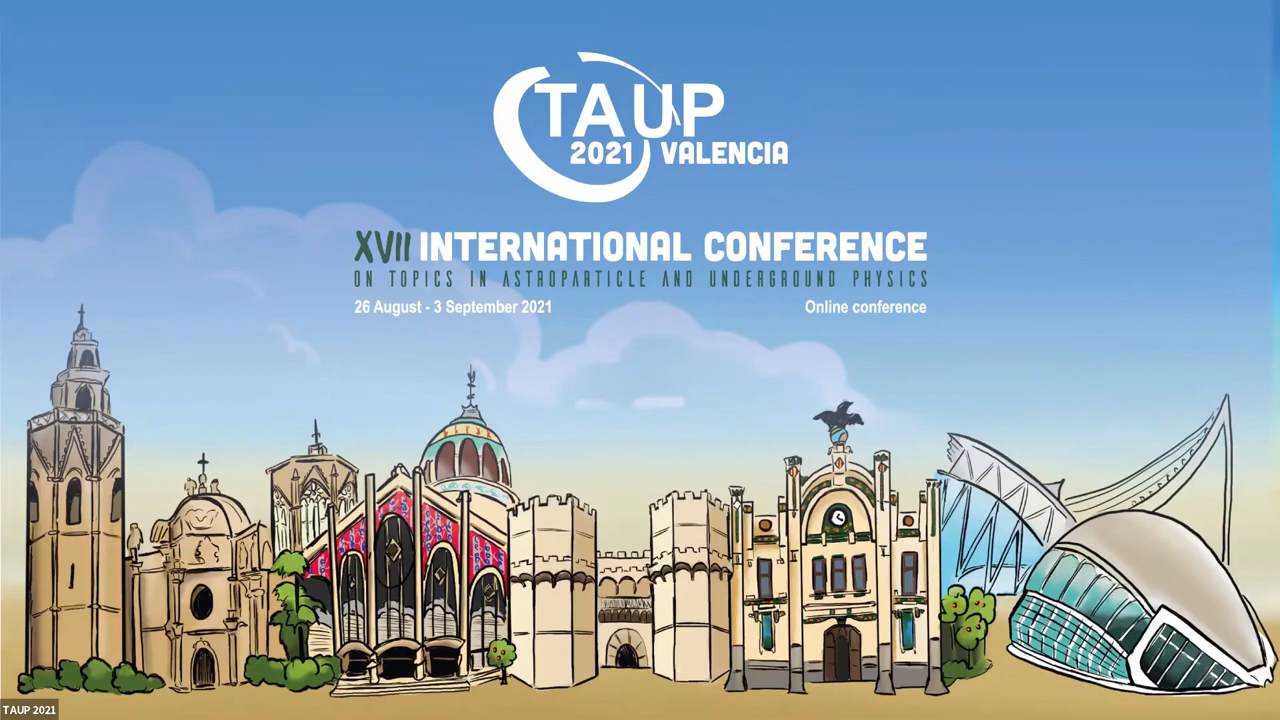 TAUP
2021 VALENCIA
XVII INTERNATIONAL CONFERENCE
ON TOPICS IN ASTROPARTICLE AND UNDERGROUND PHYSICS
26 August - 3 September 2021
Online conference
TAUP 2021